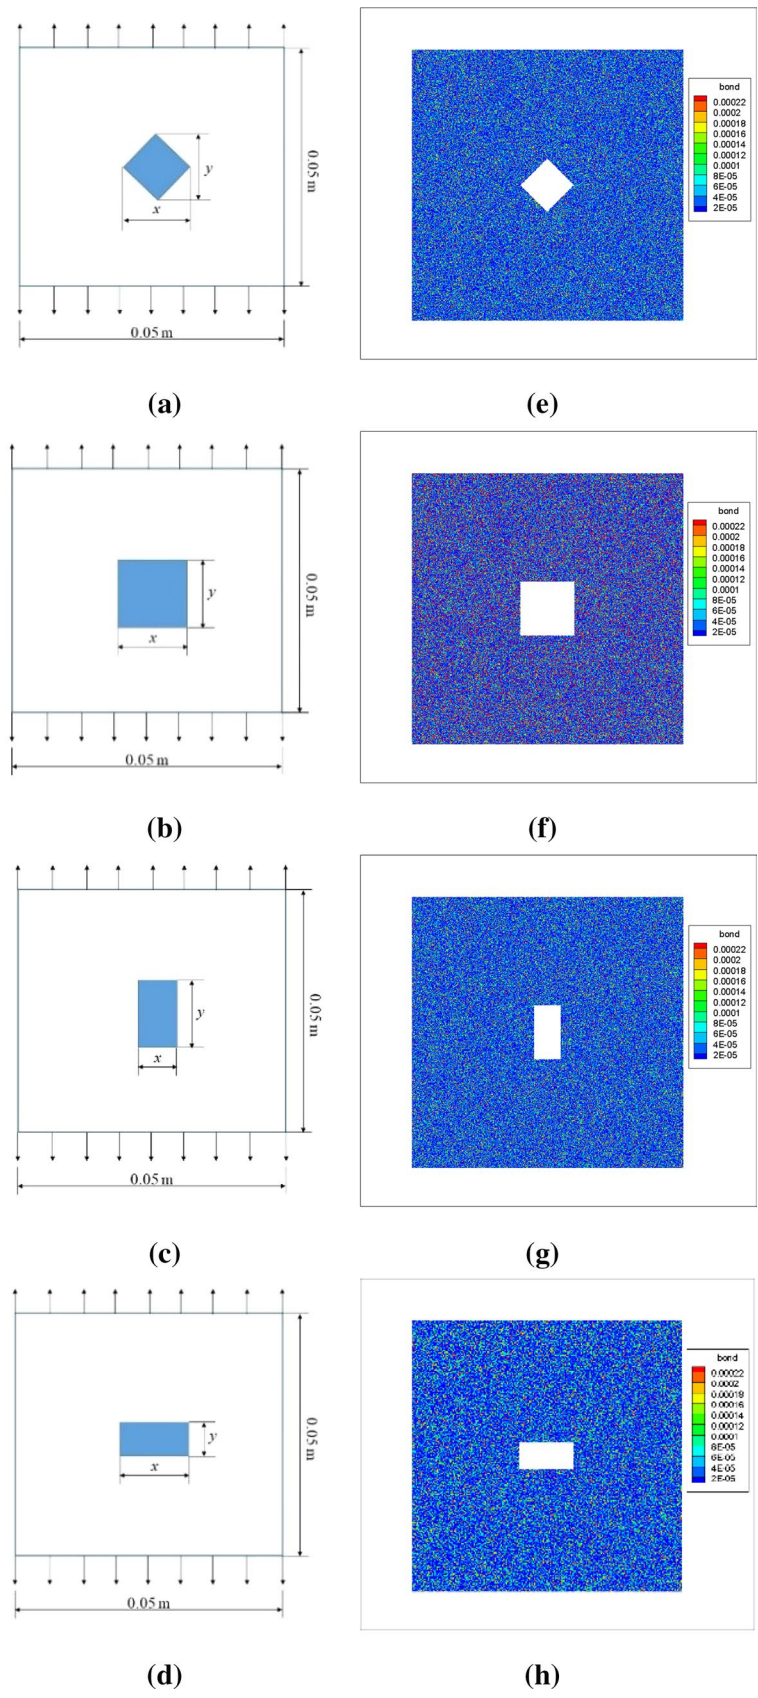 y
x
0.05 m
0.05 m
(a)
bond
0.00022
0.0002
0.00018
0.00016
0.00014
0.00012
0.0001
8E-05
6E-05
4E-05
2E-05
(e)
y
x
0.05 m
0.05 m
(b)
bond
0.00022
0.0002
0.00018
0.00016
0.00014
0.00012
0.0001
8E-05
6E-05
4E-05
2E-05
(f)
y
x
0.05 m
0.05 m
(c)
bond
0.00022
0.0002
0.00018
0.00016
0.00014
0.00012
0.0001
8E-05
6E-05
4E-05
2E-05
(g)
y
x
0.05 m
0.05 m
(d)
bond
0.00022
0.0002
0.00018
0.00016
0.00014
0.00012
0.0001
8E-05
6E-05
4E-05
2E-05
(h)